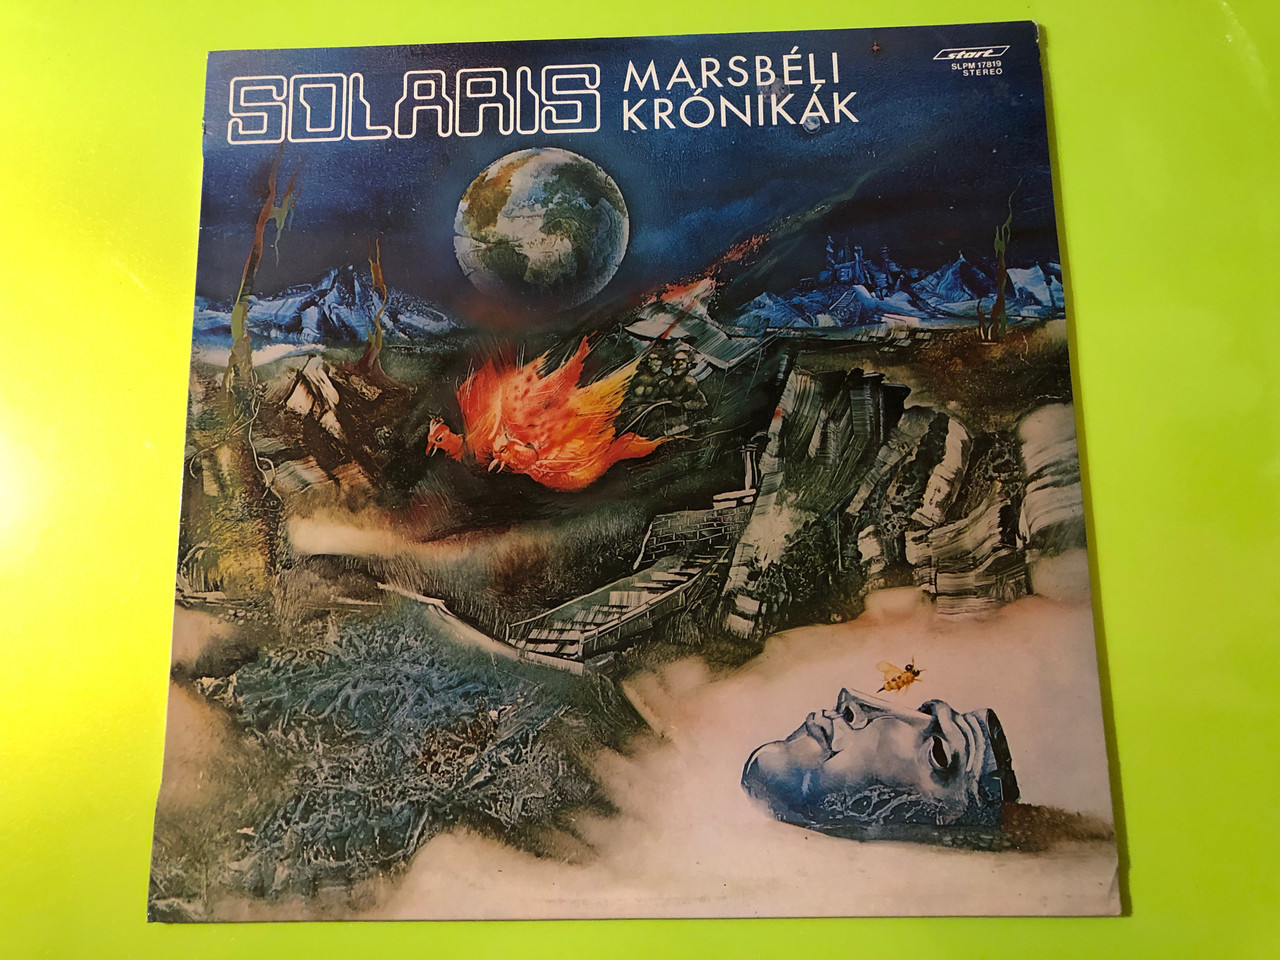 SOLARIS
MARSBÉLI
KRÓNIKÁK
start
SLPM 17819
STEREO